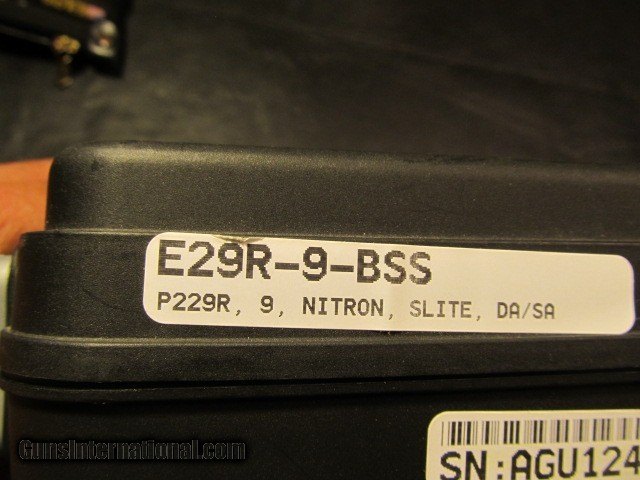 E29R-9-BSS
P229R, 9, NITRON, SLITE, DA/SA
GunsInternational.com
SN:AGU124